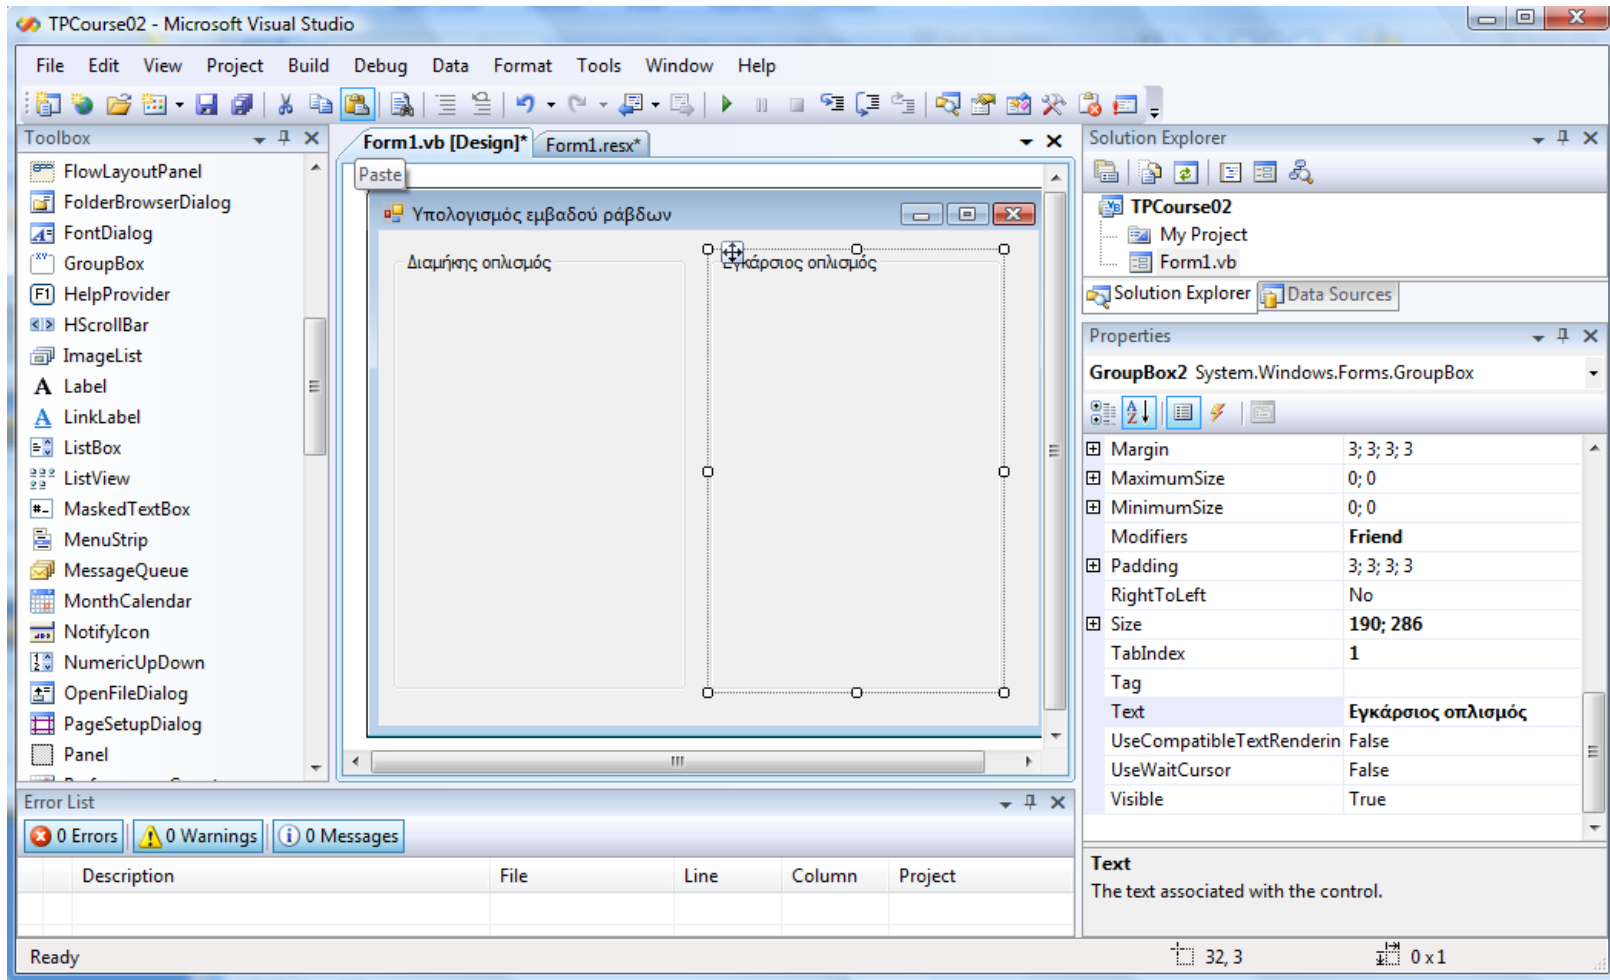 TPCourse02 - Microsoft Visual Studio
File Edit View Project Build Debug Data Format Tools Window Help
Toolbox
FlowLayoutPanel
FolderBrowserDialog
FontDialog
GroupBox
HelpProvider
HScrollBar
ImageList
Label
LinkLabel
ListBox
ListView
MaskedTextBox
MenuStrip
MessageQueue
MonthCalendar
NotifyIcon
NumericUpDown
OpenFileDialog
PageSetupDialog
Panel
Form1.vb [Design]* Form1.resx*
Paste
Υπολογισμός εμβαδού ράβδων
Διαμήκης οπλισμός
Εγκάρσιος οπλισμός
Solution Explorer
TPCourse02
My Project
Form1.vb
Solution Explorer Data Sources
Properties
GroupBox2 System.Windows.Forms.GroupBox
Margin 3; 3; 3; 3
MaximumSize 0; 0
MinimumSize 0; 0
Modifiers Friend
Padding 3; 3; 3; 3
RightToLeft No
Size 190; 286
TabIndex 1
Tag
Text Εγκάρσιος οπλισμός
UseCompatibleTextRenderin False
UseWaitCursor False
Visible True
Text
The text associated with the control.
Error List
0 Errors 0 Warnings 0 Messages
Description File Line Column Project
Ready 32, 3 0 x 1